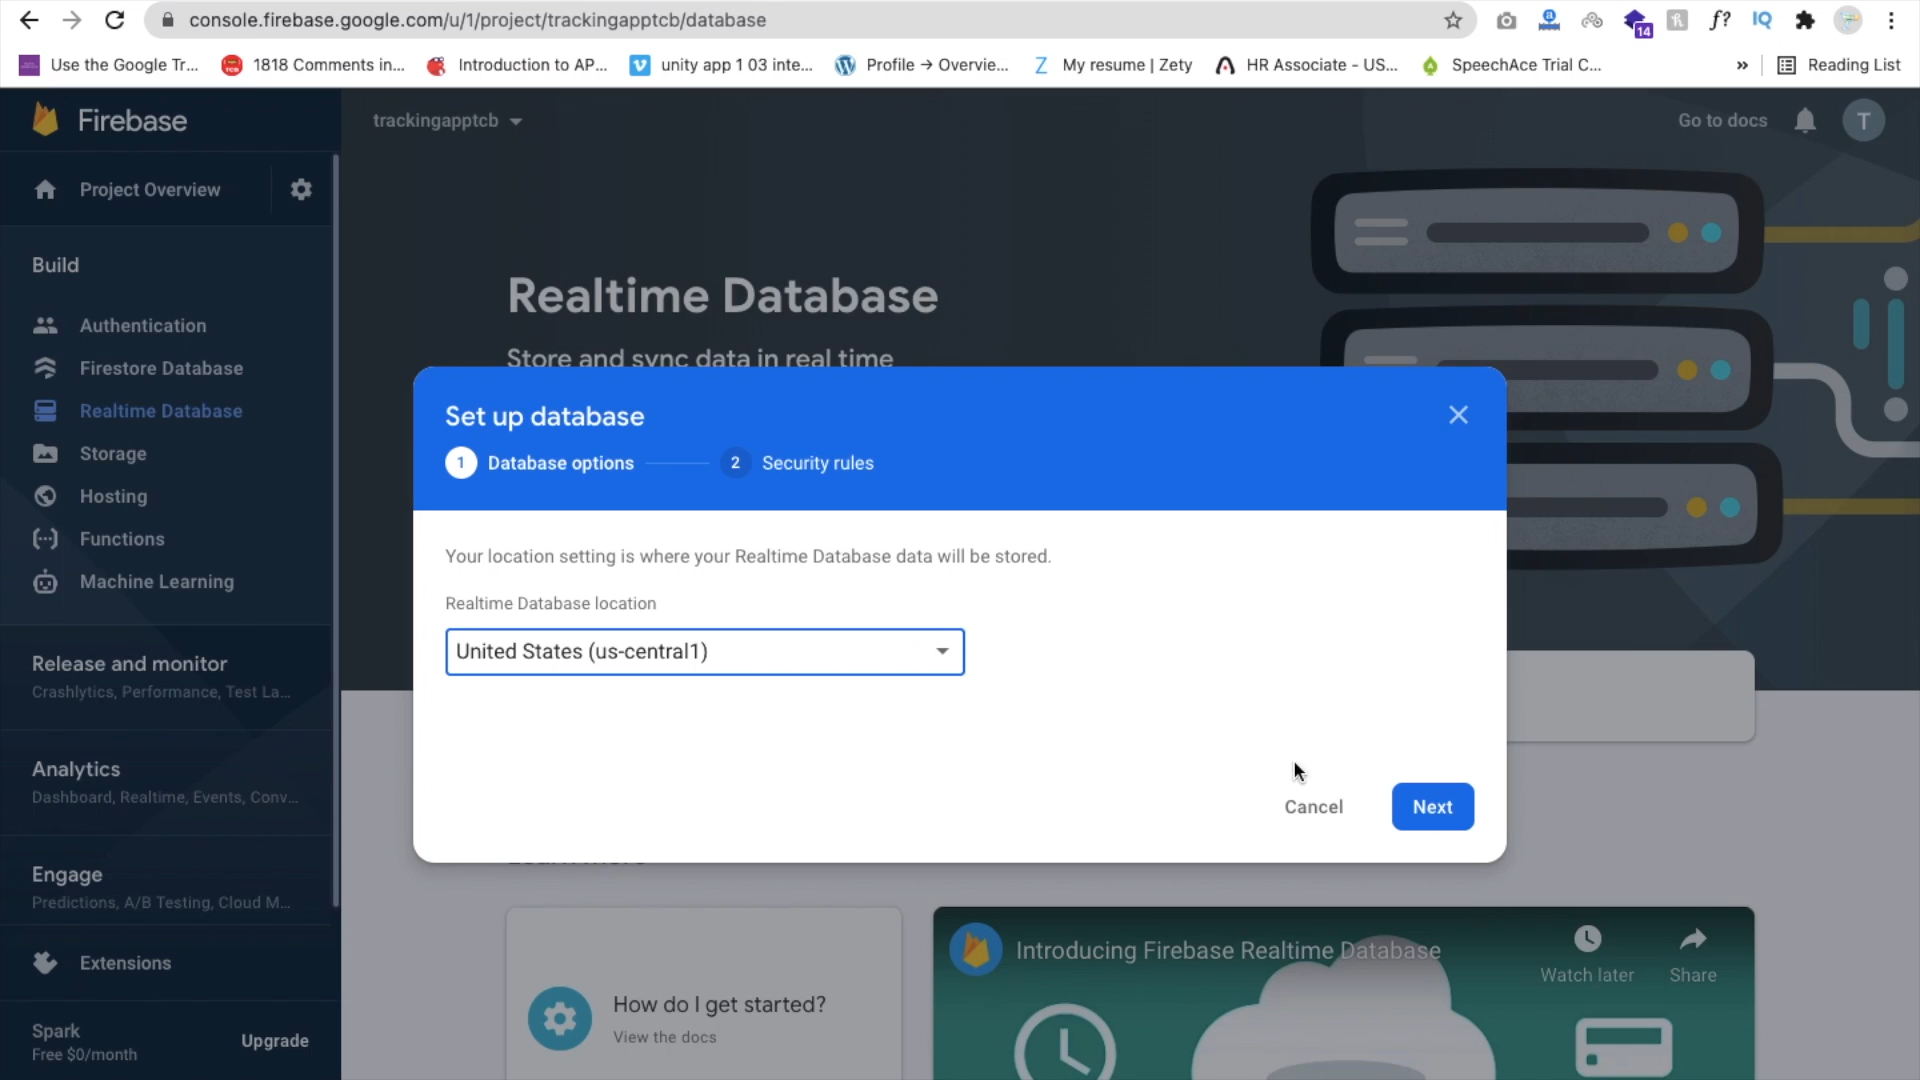 console.firebase.google.com/u/1/project/trackingapptcb/database
14
f?
IQ
Use the Google Tr...
1818 Comments in...
Introduction to AP...
unity app 1 03 inte...
Profile → Overvie...
My resume | Zety
HR Associate - US...
SpeechAce Trial C...
»
Reading List
Firebase
trackingapptcb
Go to docs
T
Project Overview
Build
Authentication
Firestore Database
Realtime Database
Storage
Hosting
Functions
Machine Learning
Release and monitor
Crashlytics, Performance, Test La...
Analytics
Dashboard, Realtime, Events, Conv...
Engage
Predictions, A/B Testing, Cloud M...
Extensions
Spark
Free $0/month
Upgrade
Realtime Database
Store and sync data in real time
Set up database
1 Database options
2 Security rules
Your location setting is where your Realtime Database data will be stored.
Realtime Database location
United States (us-central1)
Cancel
Next
How do I get started?
View the docs
Introducing Firebase Realtime Database
Watch later
Share